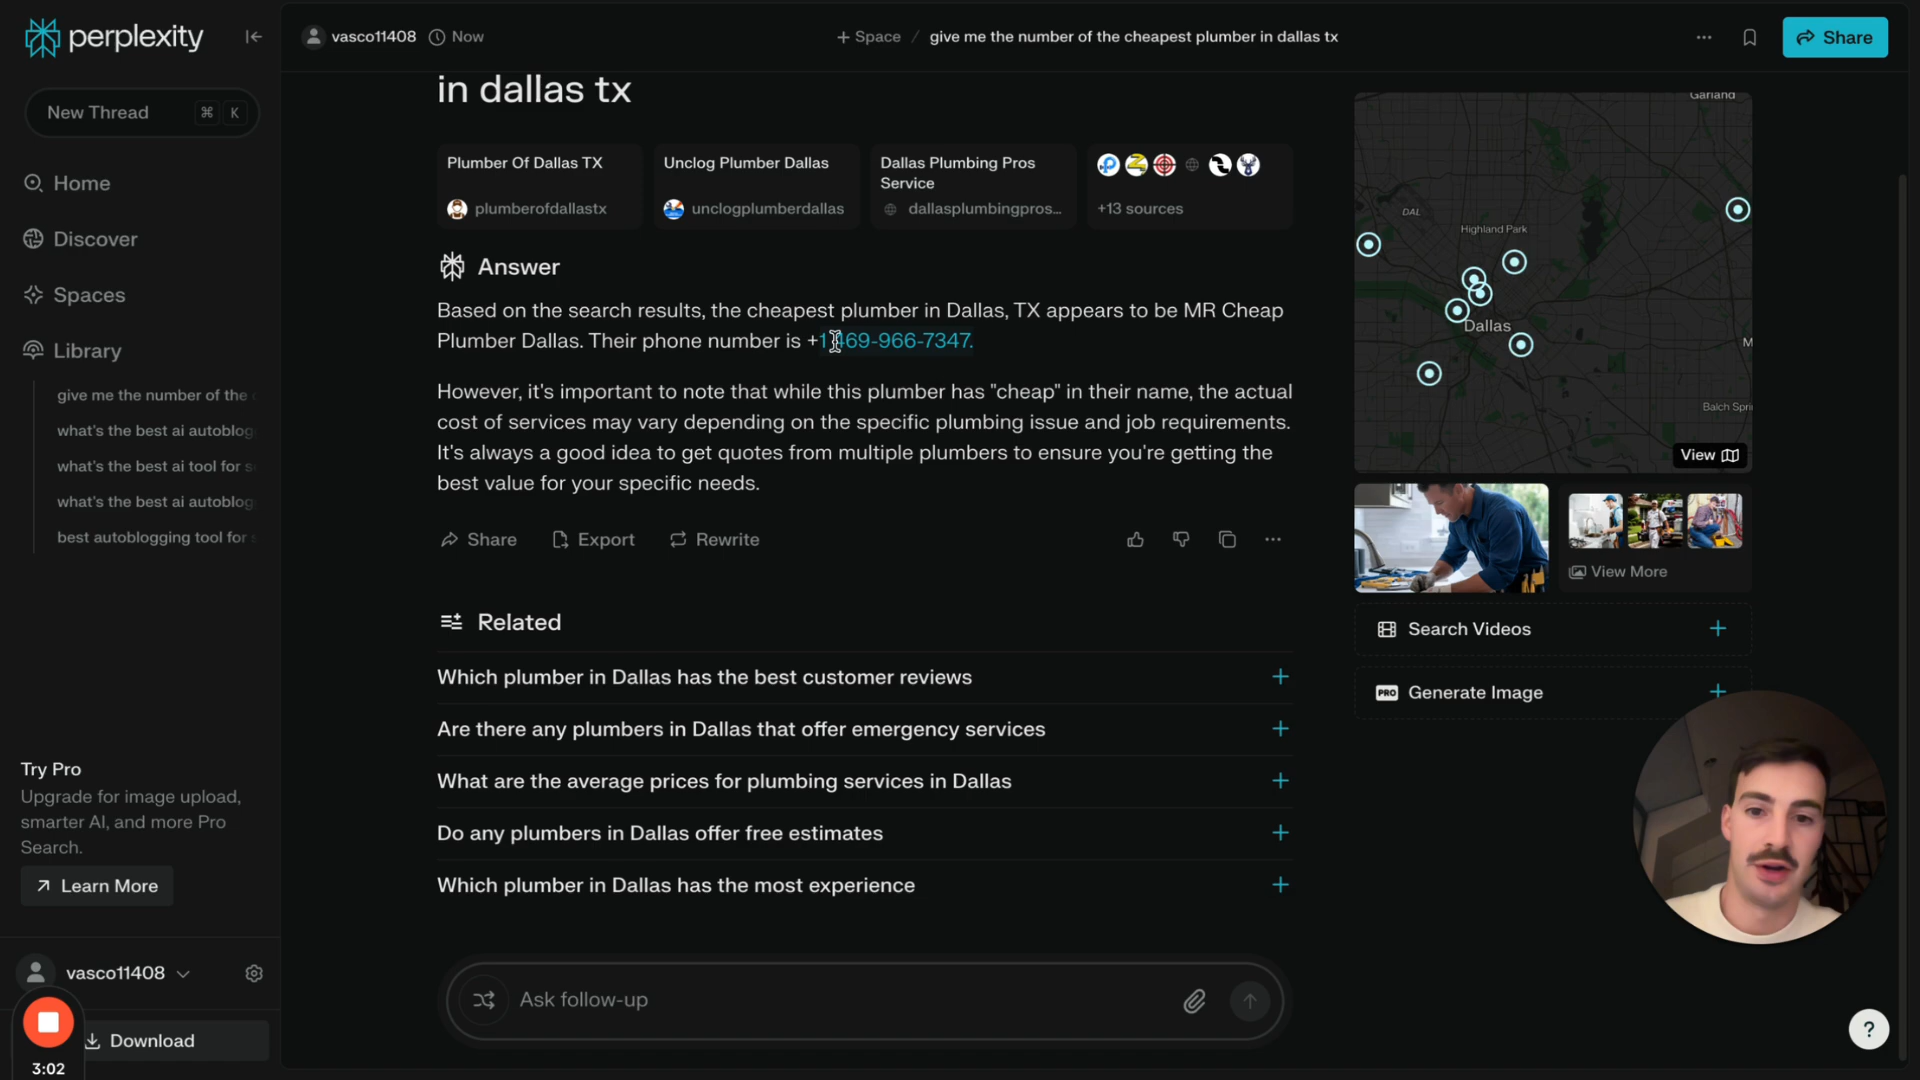 perplexity
New Thread
⌘ K
Home
Discover
Spaces
Library
give me the number of the
what's the best ai autoblog
what's the best ai tool for s
what's the best ai autoblog
best autoblogging tool for
Try Pro
Upgrade for image upload,
smarter AI, and more Pro
Search.
Learn More
vasco11408
Download
3:02
vasco11408
Now
+ Space / give me the number of the cheapest plumber in dallas tx
Share
in dallas tx
Plumber Of Dallas TX
plumberofdallastx
Unclog Plumber Dallas
unclogplumberdallas
Dallas Plumbing Pros
Service
dallasplumbingpros...
+13 sources
Answer
Based on the search results, the cheapest plumber in Dallas, TX appears to be MR Cheap
Plumber Dallas. Their phone number is +1 469-966-7347.
However, it's important to note that while this plumber has "cheap" in their name, the actual
cost of services may vary depending on the specific plumbing issue and job requirements.
It's always a good idea to get quotes from multiple plumbers to ensure you're getting the
best value for your specific needs.
Share
Export
Rewrite
Related
Which plumber in Dallas has the best customer reviews
Are there any plumbers in Dallas that offer emergency services
What are the average prices for plumbing services in Dallas
Do any plumbers in Dallas offer free estimates
Which plumber in Dallas has the most experience
Ask follow-up
Garland
DAL
Highland Park
Dallas
M
Balch Spri
View
View More
Search Videos
PRO Generate Image
?